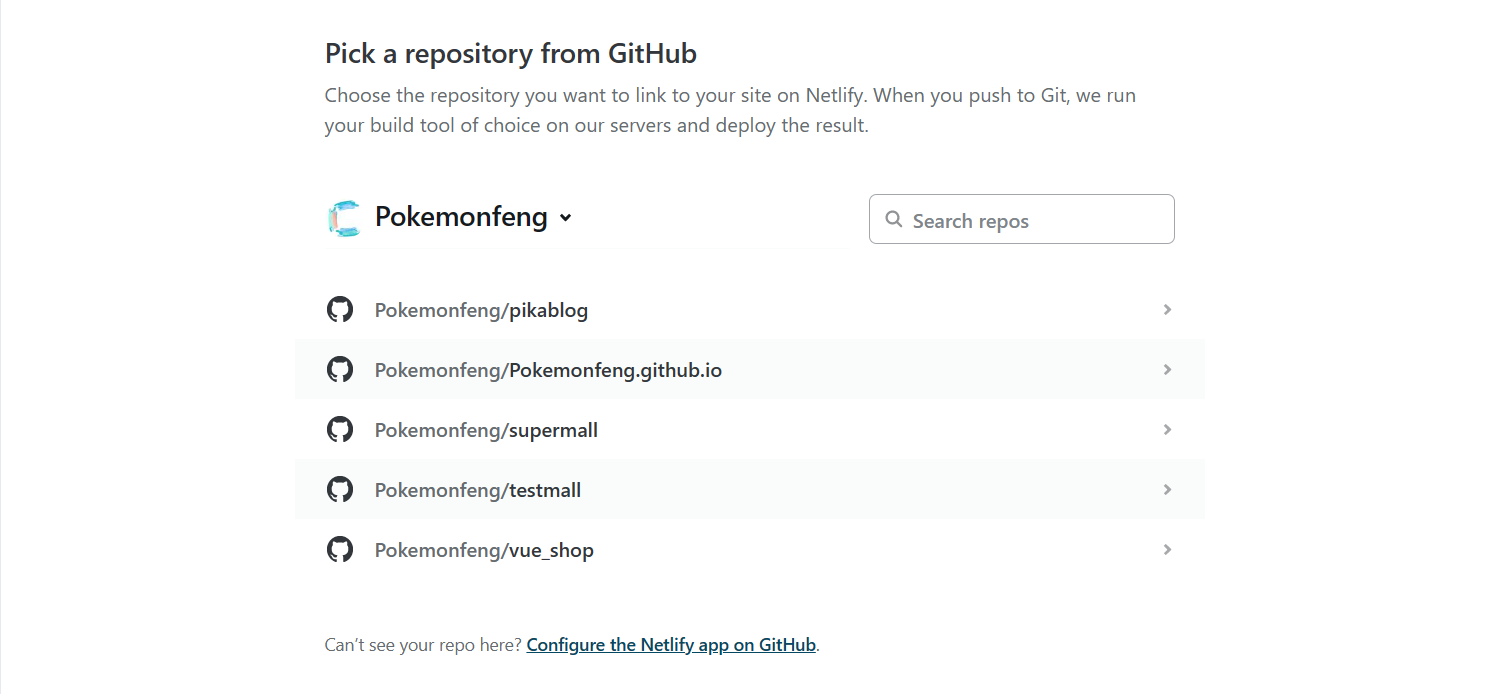 Pick a repository from GitHub
Choose the repository you want to link to your site on Netlify. When you push to Git, we run
your build tool of choice on our servers and deploy the result.
Pokemonfeng
Search repos
Pokemonfeng/pikablog
Pokemonfeng/Pokemonfeng.github.io
Pokemonfeng/supermall
Pokemonfeng/testmall
Pokemonfeng/vue_shop
Can’t see your repo here? Configure the Netlify app on GitHub.